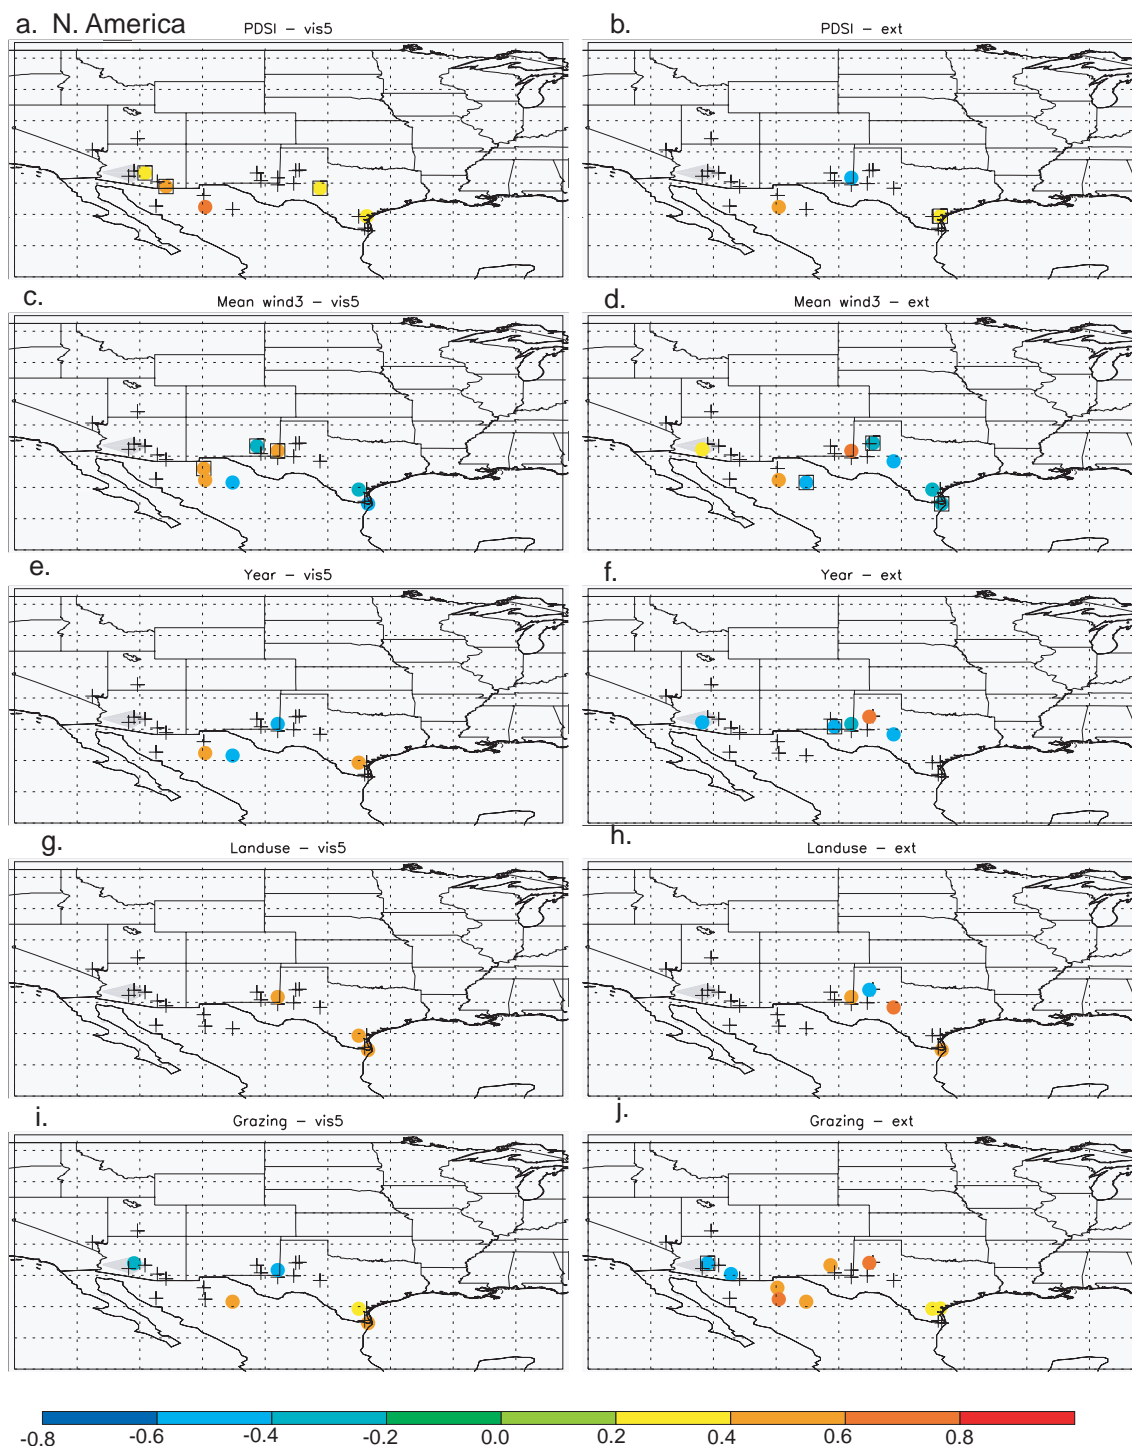 a. N. America
PDSI – vis5
b.
PDSI – ext
c.
Mean wind3 – vis5
d.
Mean wind3 – ext
e.
Year – vis5
f.
Year – ext
g.
Landuse – vis5
h.
Landuse – ext
i.
Grazing – vis5
j.
Grazing – ext
-0.8 -0.6 -0.4 -0.2 0.0 0.2 0.4 0.6 0.8